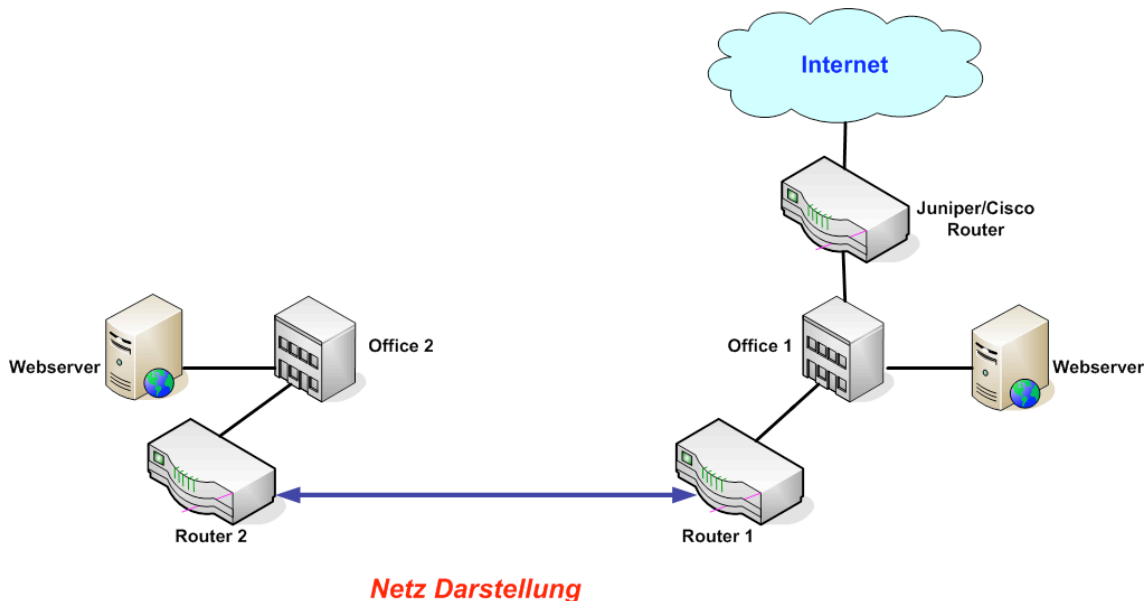 Internet
Juniper/Cisco
Router
Webserver
Office 2
Office 1
Webserver
Router 2
Router 1
Netz Darstellung